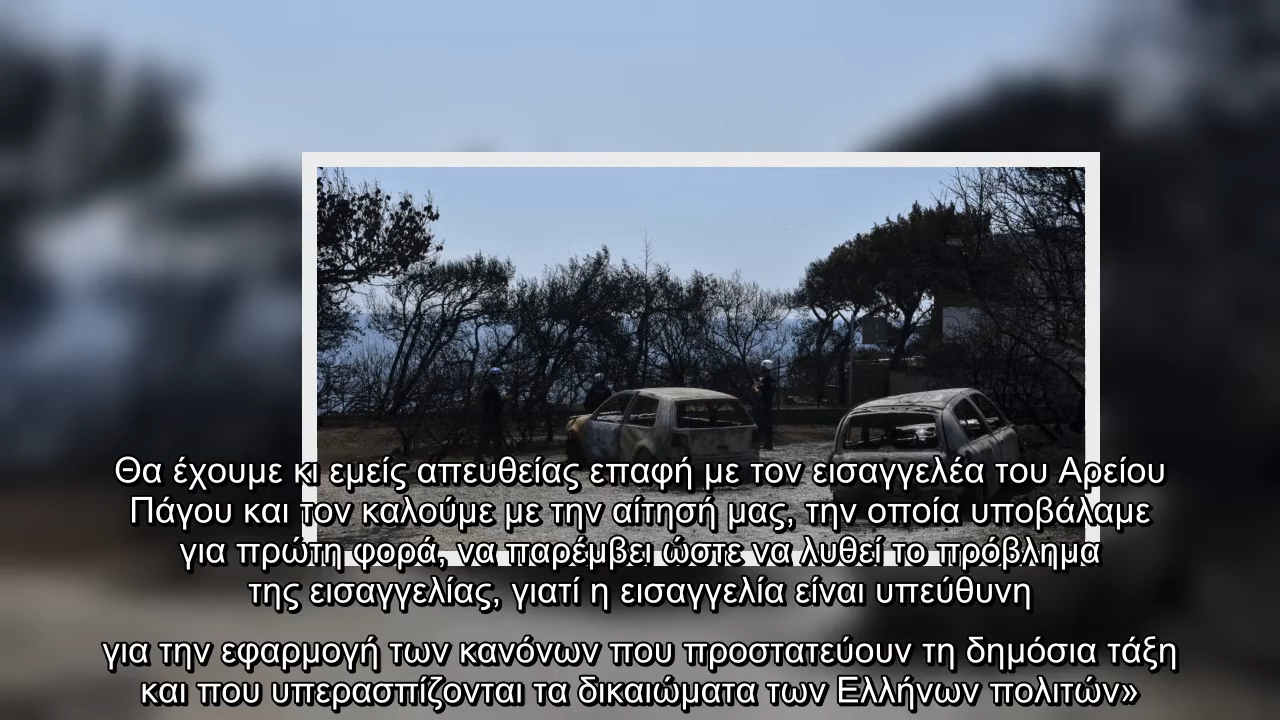 Θα έχουμε κι εμείς απευθείας επαφή με τον εισαγγελέα του Αρείου
Πάγου και τον καλούμε με την αίτησή μας, την οποία υποβάλαμε
για πρώτη φορά, να παρέμβει ώστε να λυθεί το πρόβλημα
της εισαγγελίας, γιατί η εισαγγελία είναι υπεύθυνη
για την εφαρμογή των κανόνων που προστατεύουν τη δημόσια τάξη
και που υπερασπίζονται τα δικαιώματα των Ελλήνων πολιτών»